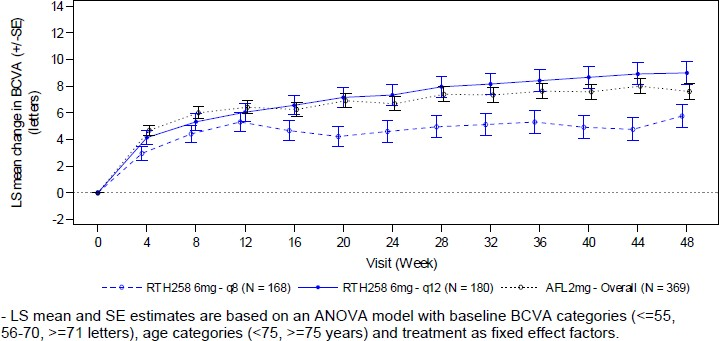 LS mean change in BCVA (+/-SE)
(letters)
14
12
10
8
6
4
2
0
-2
0 4 8 12 16 20 24 28 32 36 40 44 48
Visit (Week)
RTH258 6mg - q8 (N = 168) RTH258 6mg - q12 (N = 180) AFL2mg - Overall (N = 369)
- LS mean and SE estimates are based on an ANOVA model with baseline BCVA categories (<=55,
56-70, >=71 letters), age categories (<75, >=75 years) and treatment as fixed effect factors.